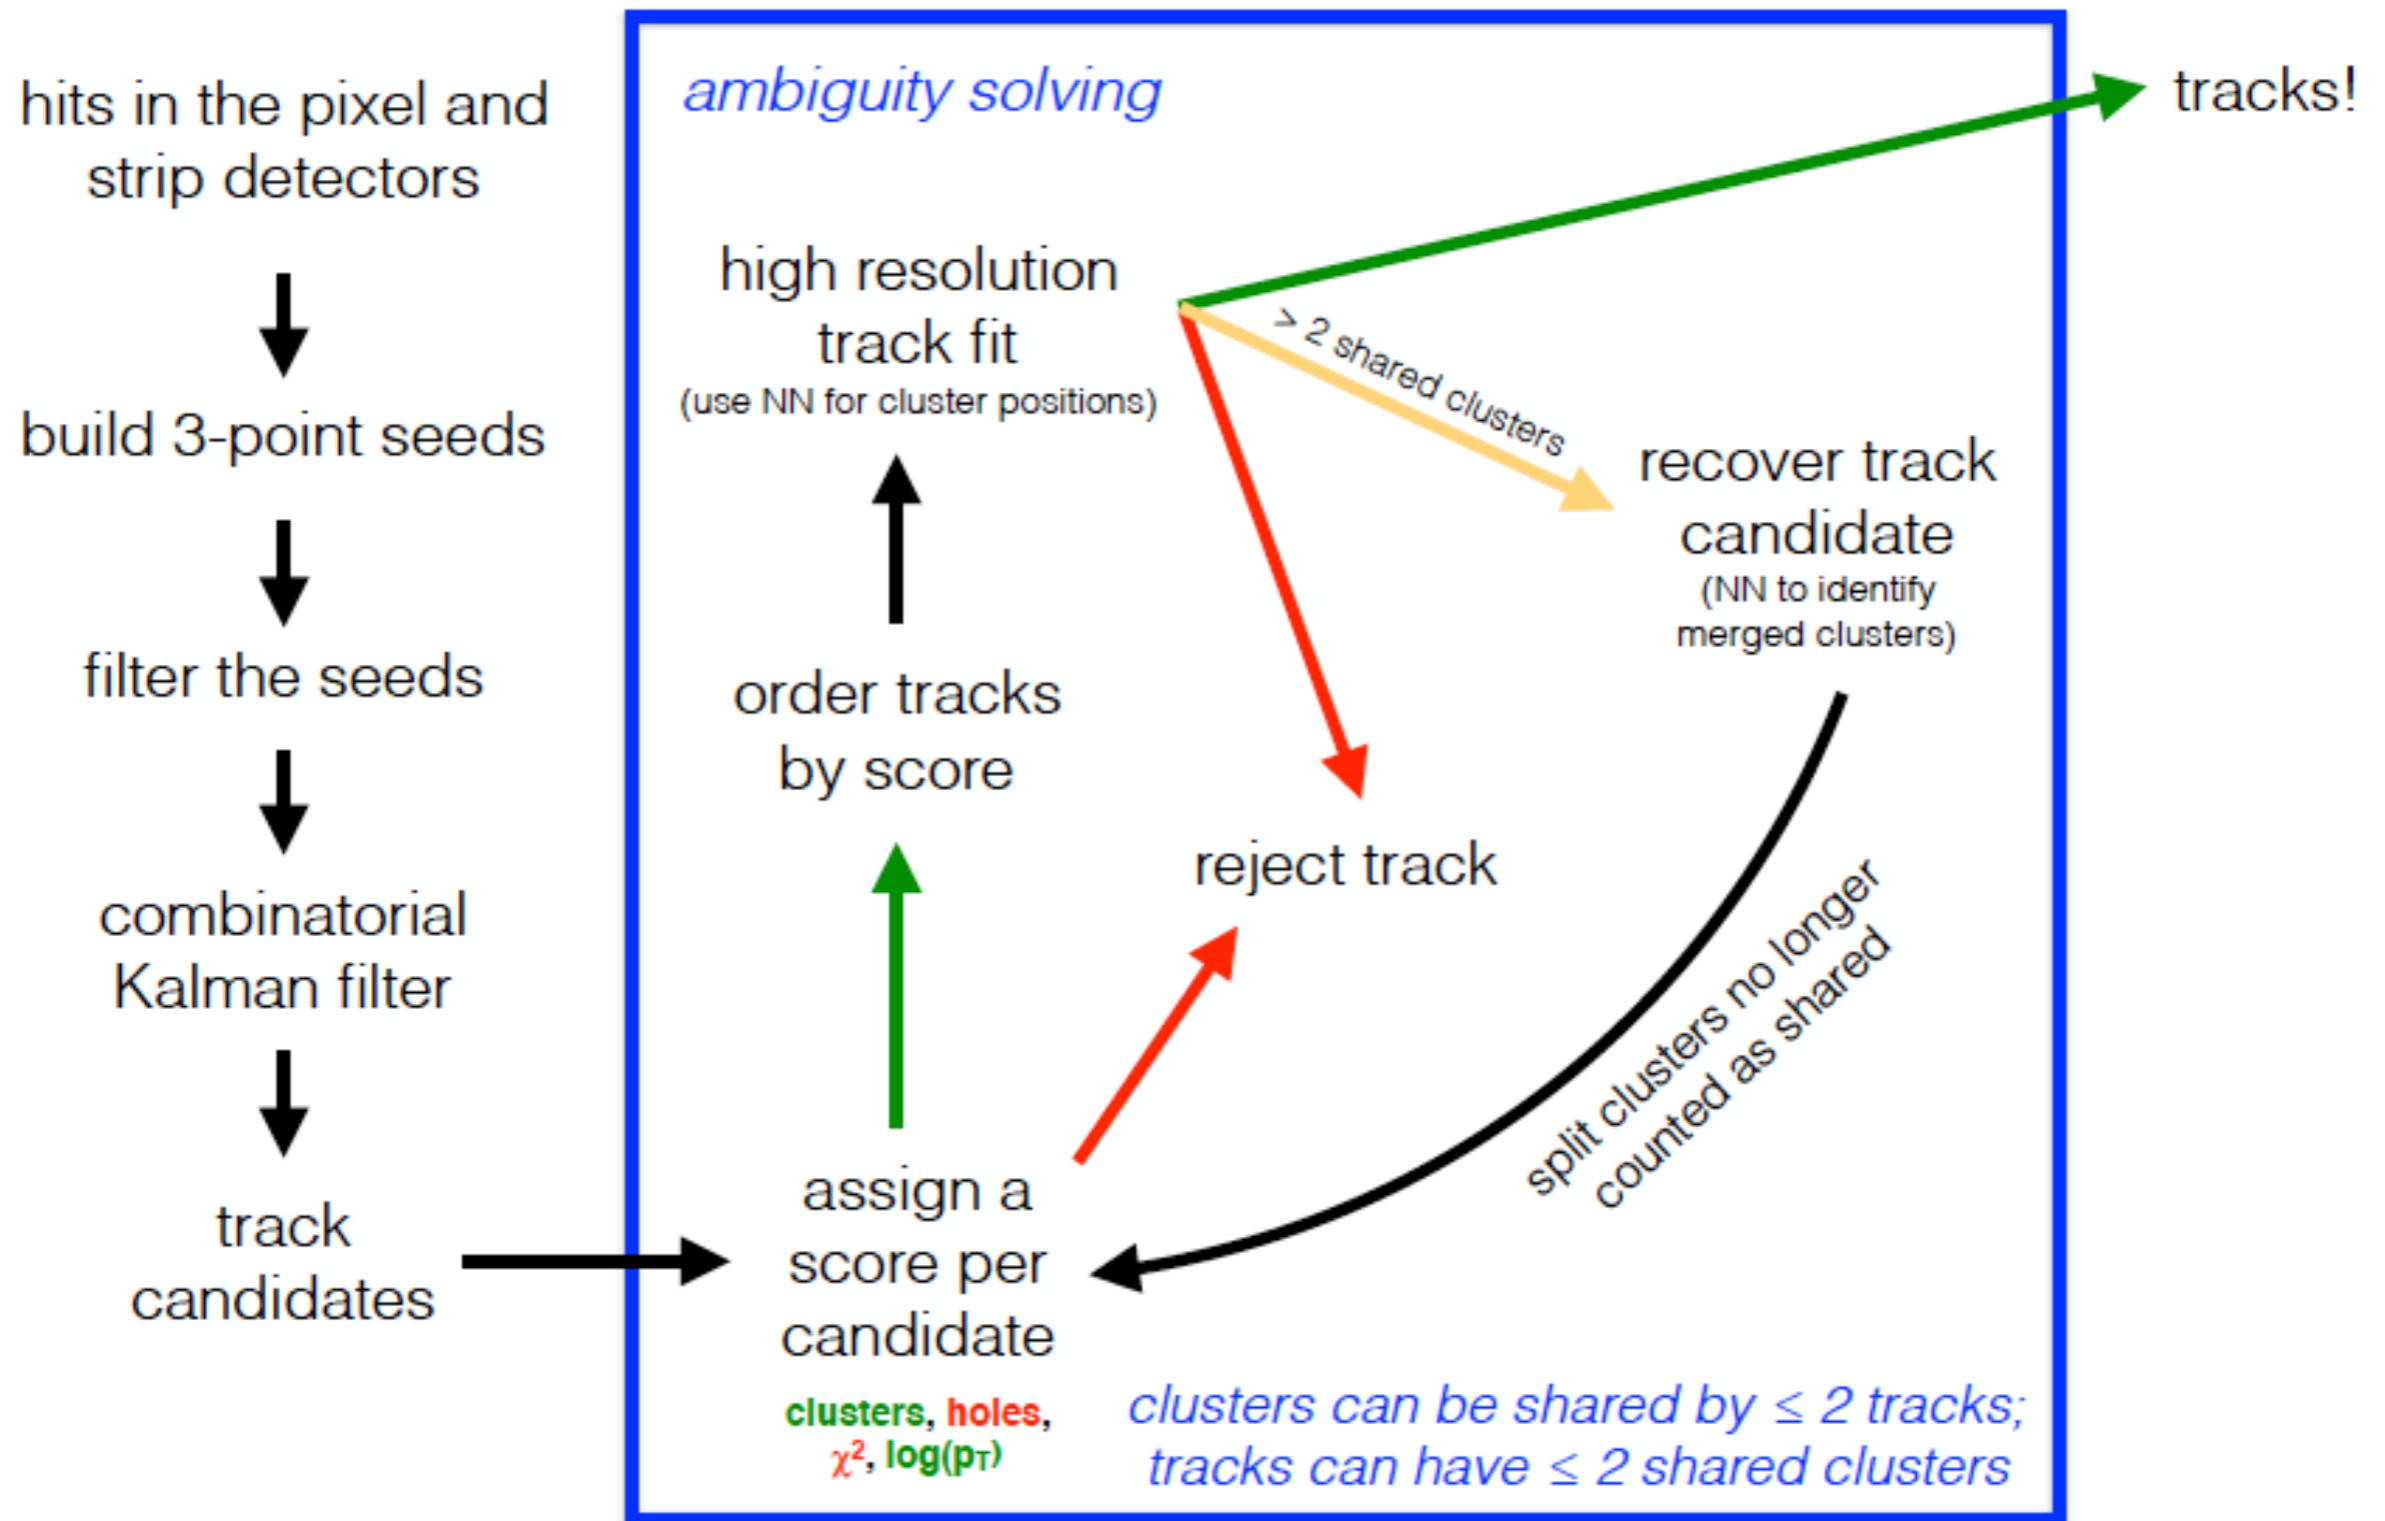 hits in the pixel and
strip detectors
build 3-point seeds
filter the seeds
combinatorial
Kalman filter
track
candidates
ambiguity solving
high resolution
track fit
(use NN for cluster positions)
order tracks
by score
assign a
score per
candidate
clusters, holes,
χ², log(pT)
> 2 shared clusters
recover track
candidate
(NN to identify
merged clusters)
reject track
split clusters no longer
counted as shared
clusters can be shared by ≤ 2 tracks;
tracks can have ≤ 2 shared clusters
tracks!